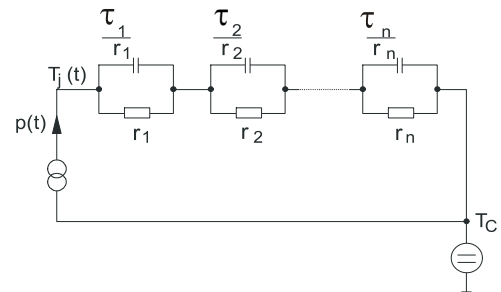 τ1/r1 τ2/r2 τn/rn
Tj (t)
r1 r2 rn
p(t)
TC